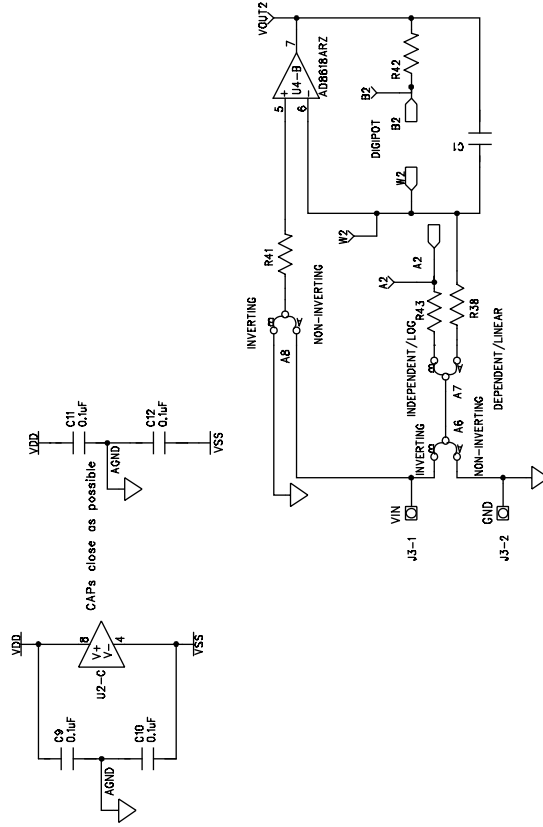 VDD
C9
0.1uF
AGND
C10
0.1uF
8
V+
V-
4
U2-C
VSS
CAPs close as possible
VDD
C11
0.1uF
AGND
C12
0.1uF
VSS
VOUT2
7
U4-B
AD8618ARZ
5
+
6
-
R41
INVERTING
B
A
A8
NON-INVERTING
R42
B2
B2
DIGIPOT
C1
W2
W2
A2
A2
R43
R38
INDEPENDENT/LOG
B
A
A7
DEPENDENT/LINEAR
INVERTING
B
A
A6
NON-INVERTING
VIN
J3-1
GND
J3-2